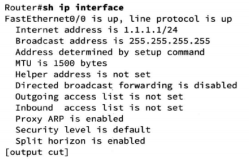 Router#sh ip interface
FastEthernet0/0 is up, line protocol is up
Internet address is 1.1.1.1/24
Broadcast address is 255.255.255.255
Address determined by setup command
MTU is 1500 bytes
Helper address is not set
Directed broadcast forwarding is disabled
Outgoing access list is not set
Inbound  access list is not set
Proxy ARP is enabled
Security level is default
Split horizon is enabled
[output cut]